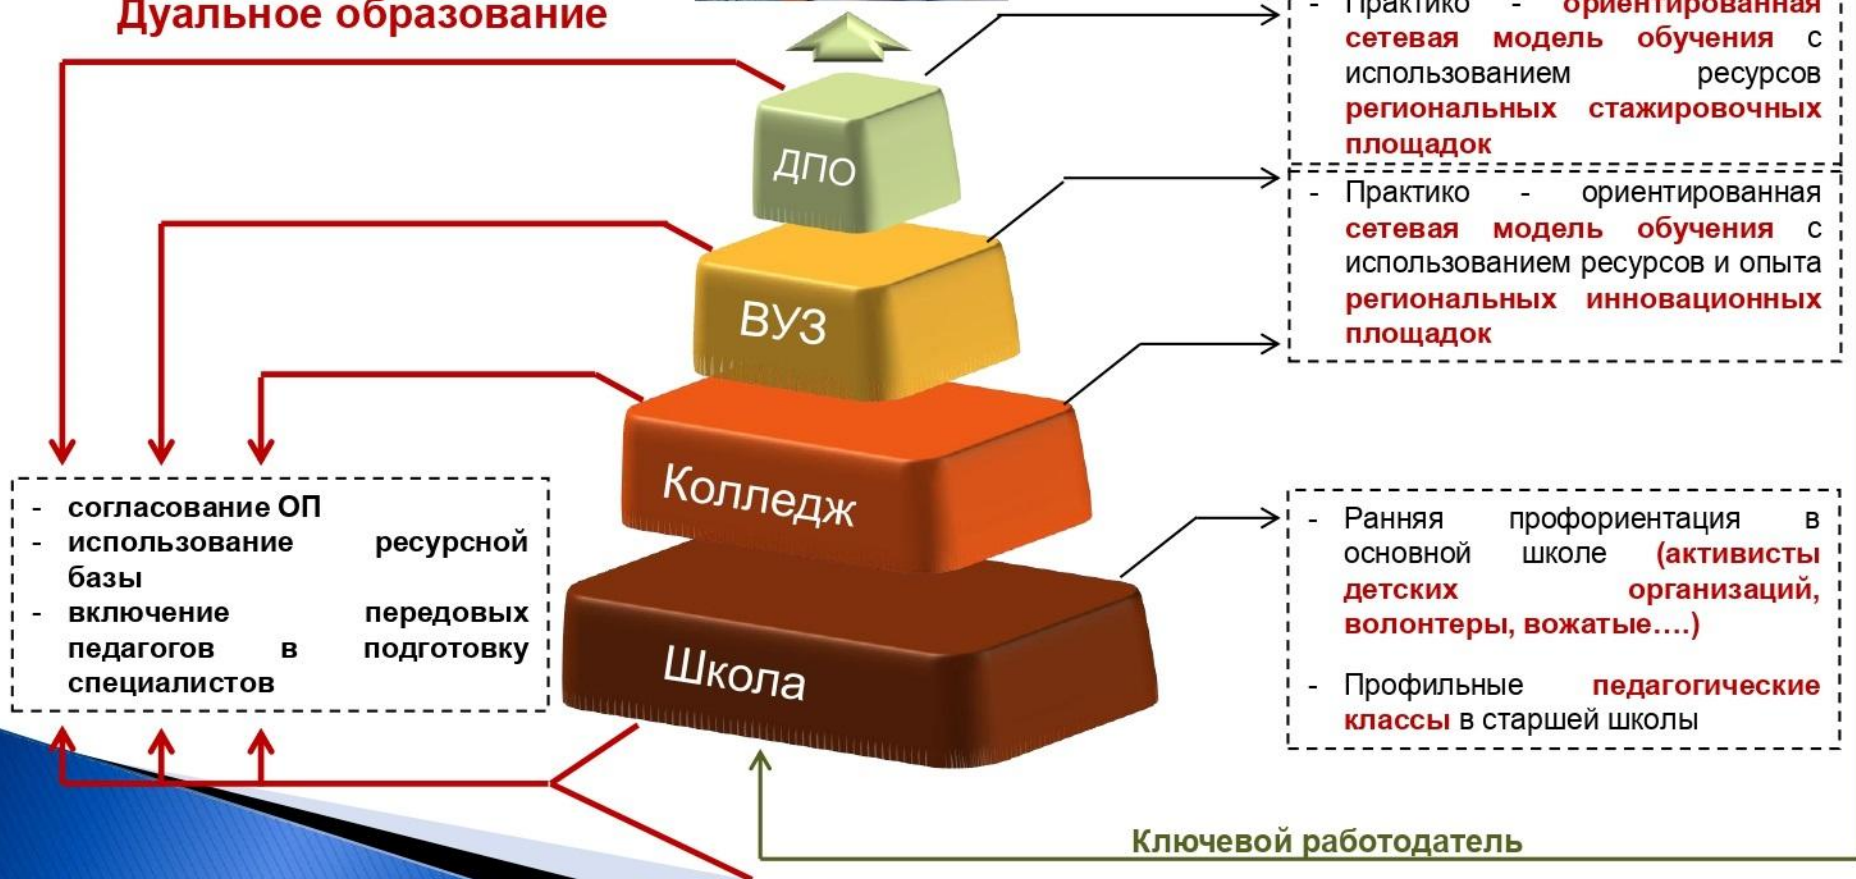 Дуальное образование
- Практико - ориентированная
сетевая модель обучения с
использованием ресурсов
региональных стажировочных
площадок
ДПО
- Практико - ориентированная
сетевая модель обучения с
использованием ресурсов и опыта
региональных инновационных
площадок
ВУЗ
Колледж
- согласование ОП
- использование ресурсной
базы
- включение передовых
педагогов в подготовку
специалистов
Школа
- Ранняя профориентация в
основной школе (активисты
детских организаций,
волонтеры, вожатые....)
- Профильные педагогические
классы в старшей школы
Ключевой работодатель